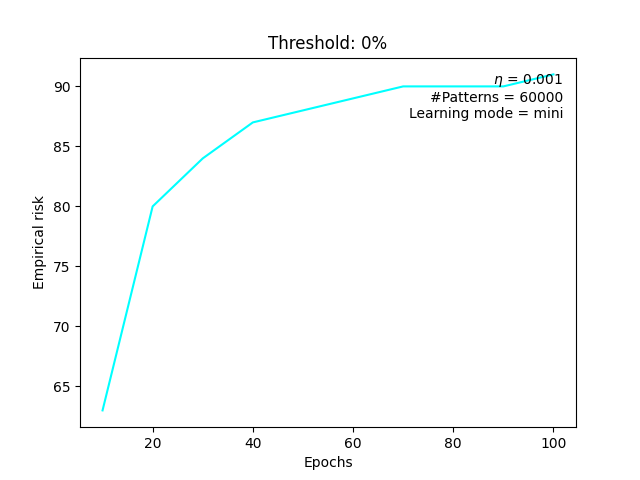 Threshold: 0%
η = 0.001
#Patterns = 60000
Learning mode = mini
Empirical risk
90
85
80
75
70
65
20 40 60 80 100
Epochs